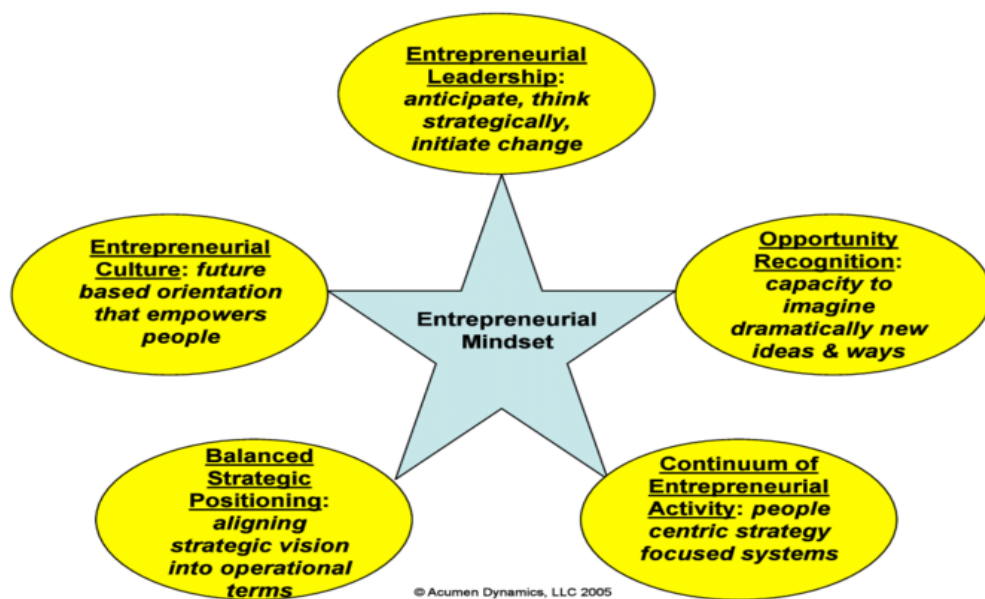 Entrepreneurial
Leadership:
anticipate, think
strategically,
initiate change
Entrepreneurial
Culture: future
based orientation
that empowers
people
Opportunity
Recognition:
capacity to
imagine
dramatically new
ideas & ways
Entrepreneurial
Mindset
Balanced
Strategic
Positioning:
aligning
strategic vision
into operational
terms
Continuum of
Entrepreneurial
Activity: people
centric strategy
focused systems
© Acumen Dynamics, LLC 2005